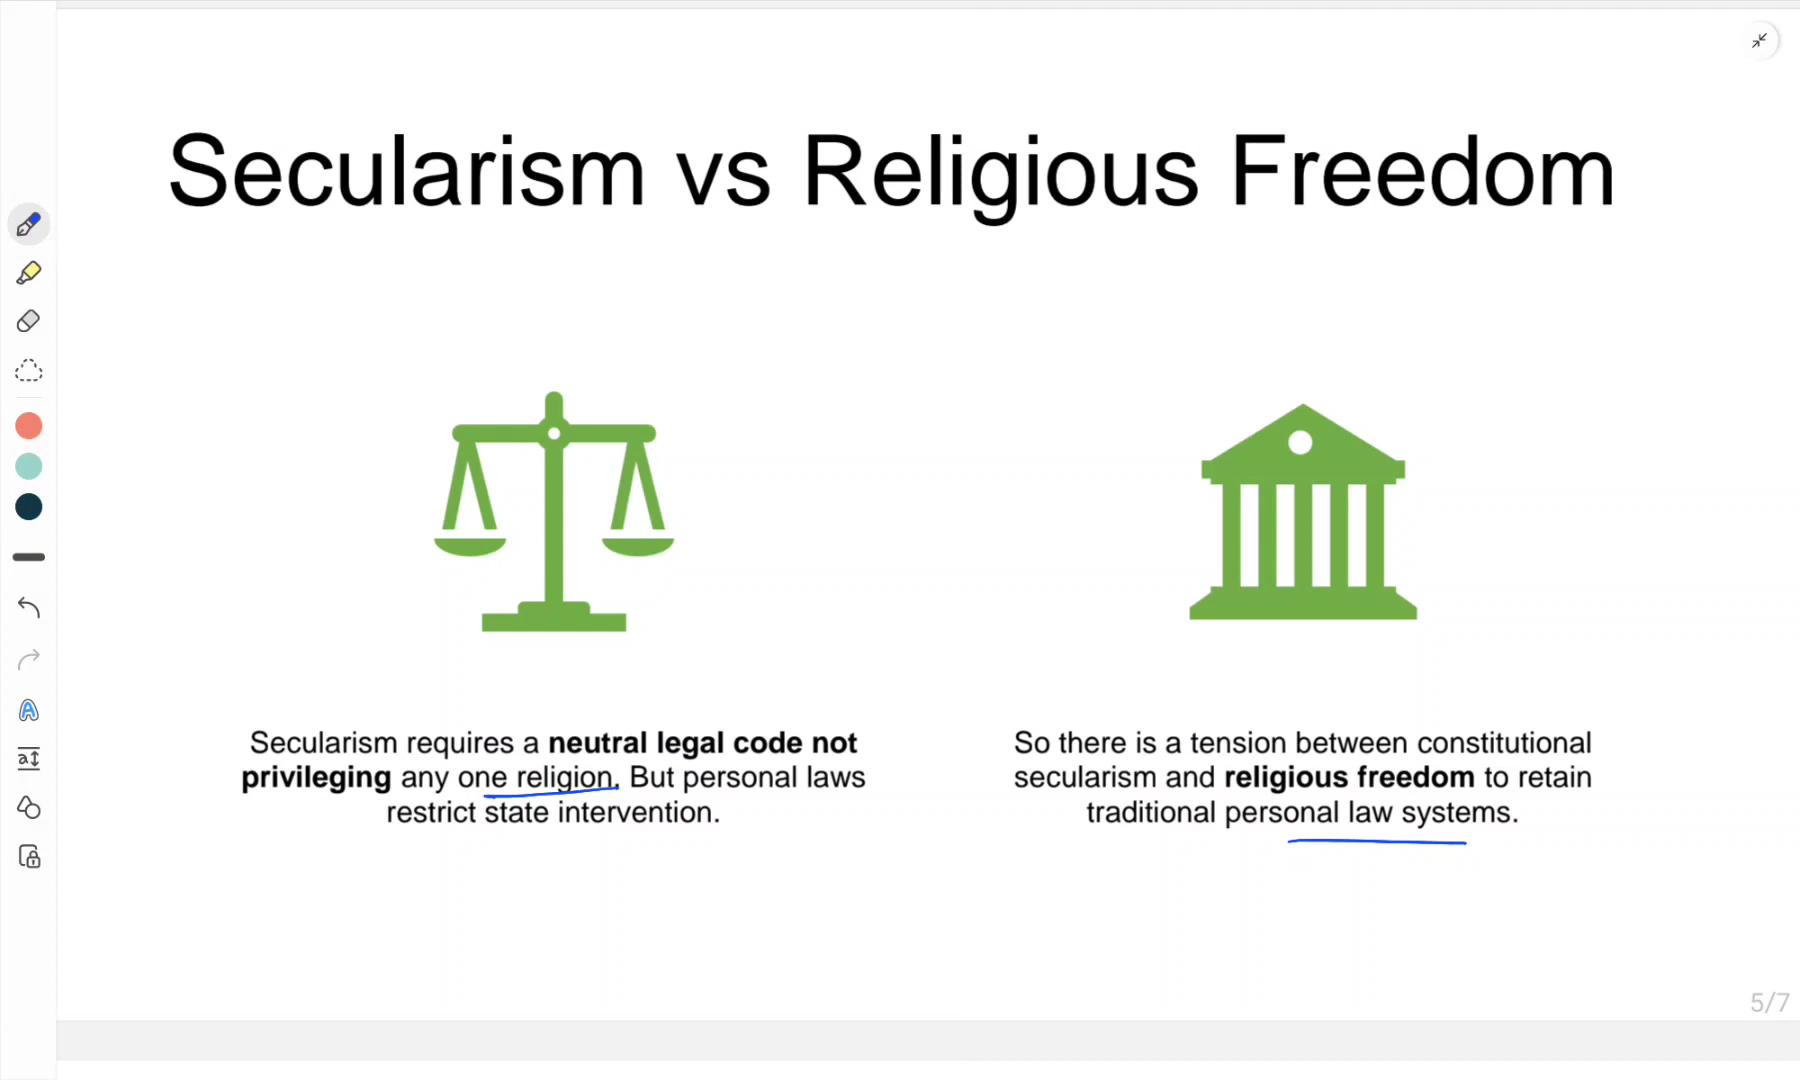 Secularism vs Religious Freedom
Secularism requires a neutral legal code not
privileging any one religion. But personal laws
restrict state intervention.
So there is a tension between constitutional
secularism and religious freedom to retain
traditional personal law systems.
5/7